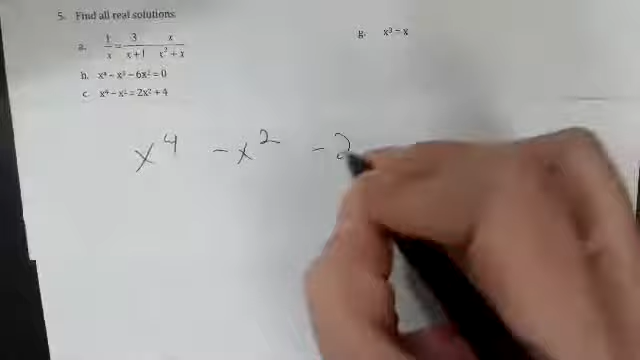 5. Find all real solutions.
a. 1/x = 3/(x+1) - x/(x²+x)
g. x³ = x
b. x⁴ − x³ − 6x² = 0
c. x⁴ − x² = 2x² + 4
x⁴ − x² − 2